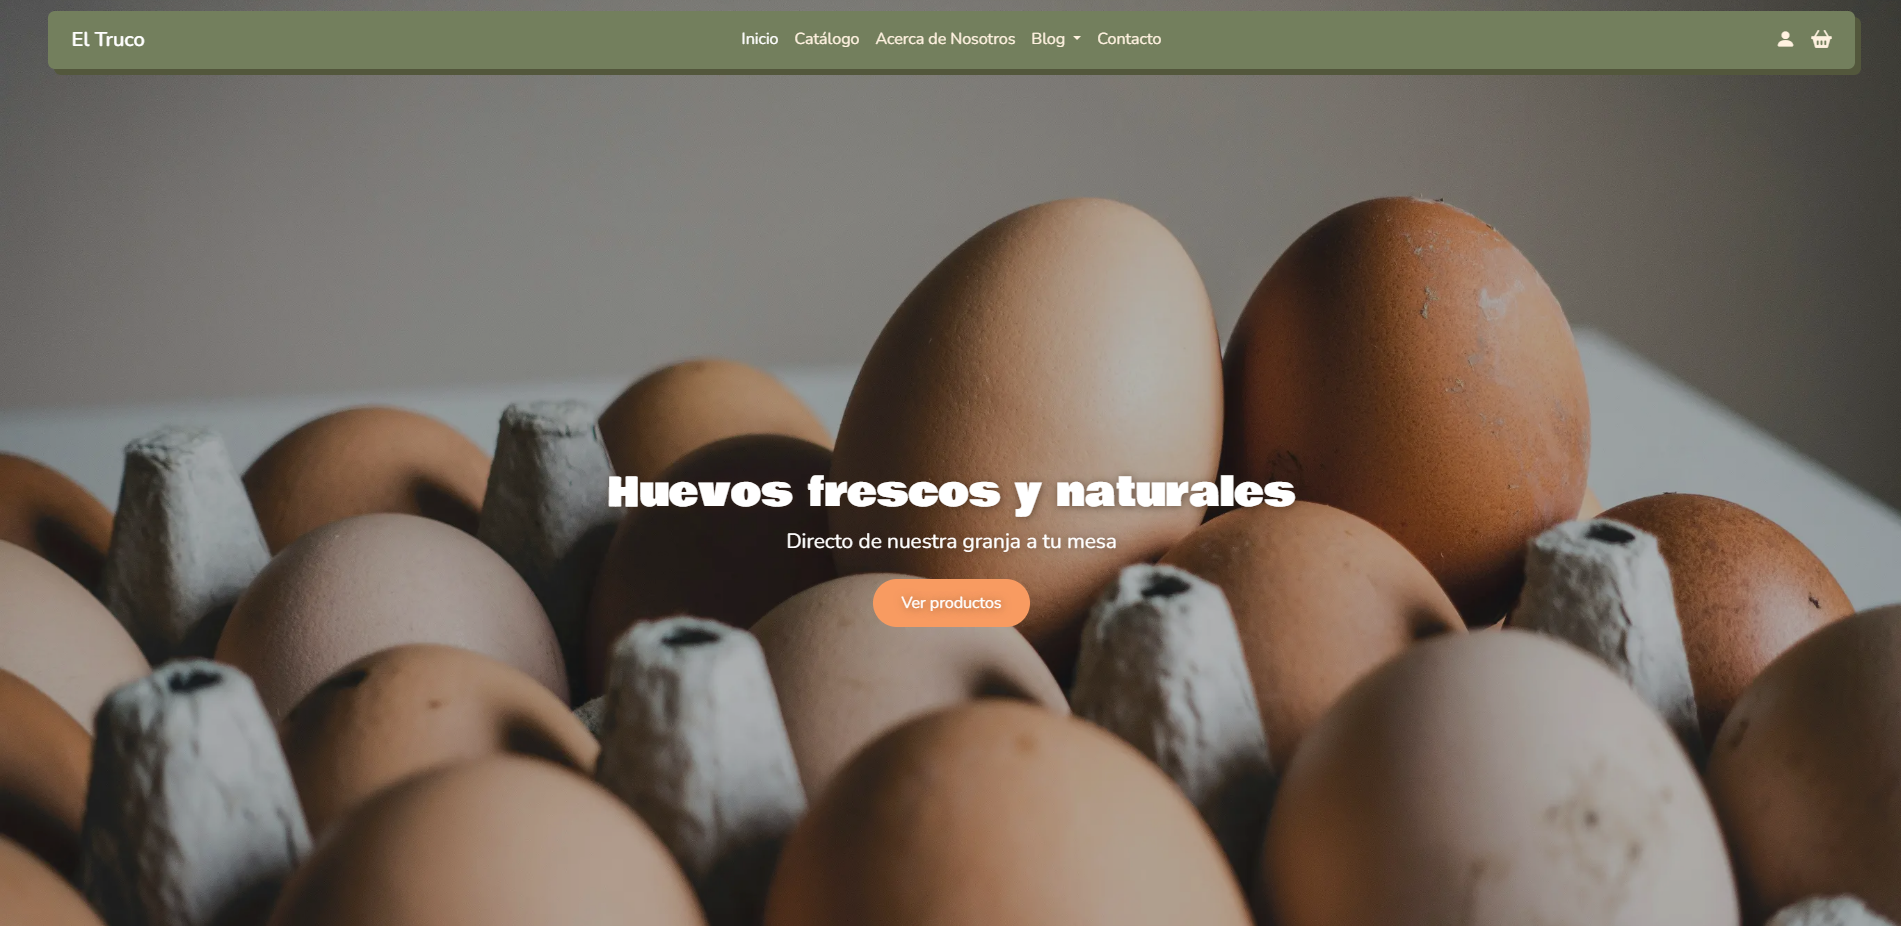 El Truco
Inicio Catálogo Acerca de Nosotros Blog Contacto
Huevos frescos y naturales
Directo de nuestra granja a tu mesa
Ver productos